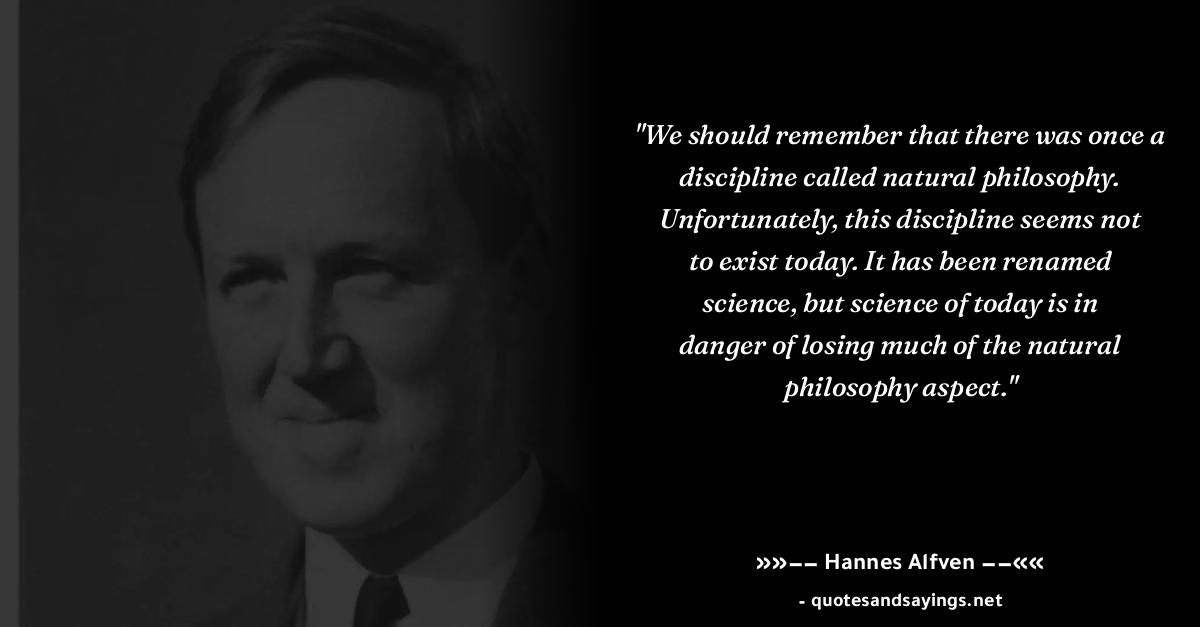 "We should remember that there was once a
discipline called natural philosophy.
Unfortunately, this discipline seems not
to exist today. It has been renamed
science, but science of today is in
danger of losing much of the natural
philosophy aspect."
»»−− Hannes Alfven −−««
- quotesandsayings.net